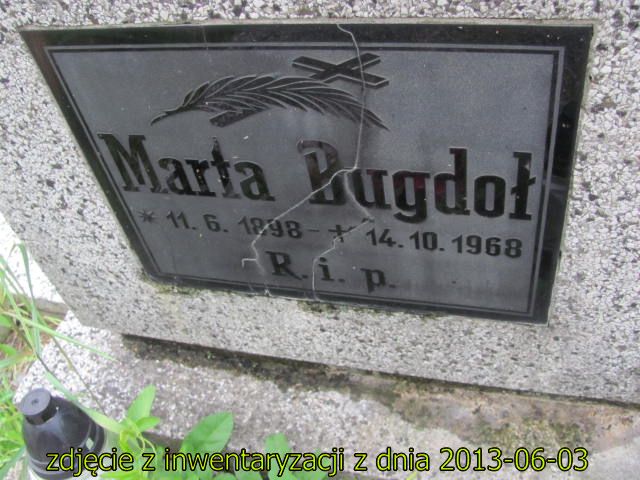 Marta Bugdoł
* 11. 6. 1898 - + 14. 10. 1968
R. i. p.
zdjęcie z inwentaryzacji z dnia 2013-06-03